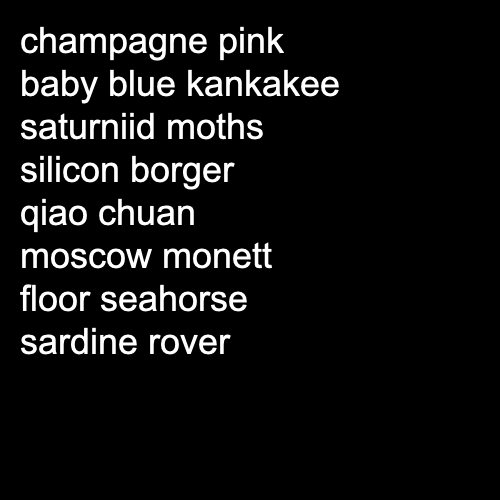 champagne pink
baby blue kankakee
saturniid moths
silicon borger
qiao chuan
moscow monett
floor seahorse
sardine rover